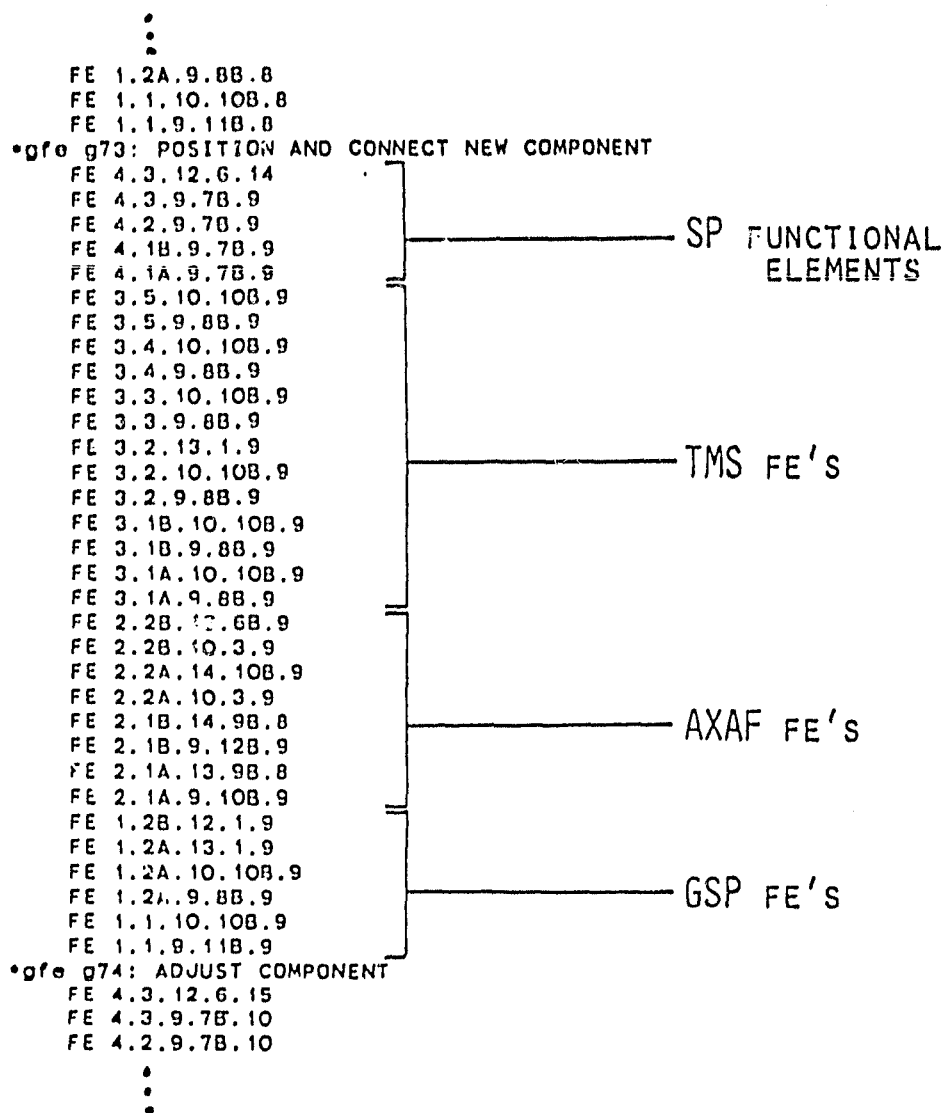 FE 1.2A.9.8B.8
FE 1.1.10.10B.8
FE 1.1.9.11B.8
*gfe g73: POSITION AND CONNECT NEW COMPONENT
FE 4.3.12.6.14
FE 4.3.9.7B.9
FE 4.2.9.7B.9
FE 4.1B.9.7B.9
FE 4.1A.9.7B.9
SP FUNCTIONAL
ELEMENTS
FE 3.5.10.10B.9
FE 3.5.9.8B.9
FE 3.4.10.10B.9
FE 3.4.9.8B.9
FE 3.3.10.10B.9
FE 3.3.9.8B.9
FE 3.2.13.1.9
FE 3.2.10.10B.9
FE 3.2.9.8B.9
FE 3.1B.10.10B.9
FE 3.1B.9.8B.9
FE 3.1A.10.10B.9
FE 3.1A.9.8B.9
TMS FE'S
FE
FE 2.2B.10.3.9
FE 2.2A.14.10B.9
FE 2.2A.10.3.9
FE 2.1B.14.9B.8
FE 2.1B.9.12B.9
FE 2.1A.13.9B.8
FE 2.1A.9.10B.9
AXAF FE'S
FE 1.2B.12.1.9
FE 1.2A.13.1.9
FE 1.2A.10.10B.9
FE 1.2A.9.8B.9
FE 1.1.10.10B.9
FE 1.1.9.11B.9
GSP FE'S
*gfe g74: ADJUST COMPONENT
FE 4.3.12.6.15
FE 4.3.9.7B.10
FE 4.2.9.7B.10